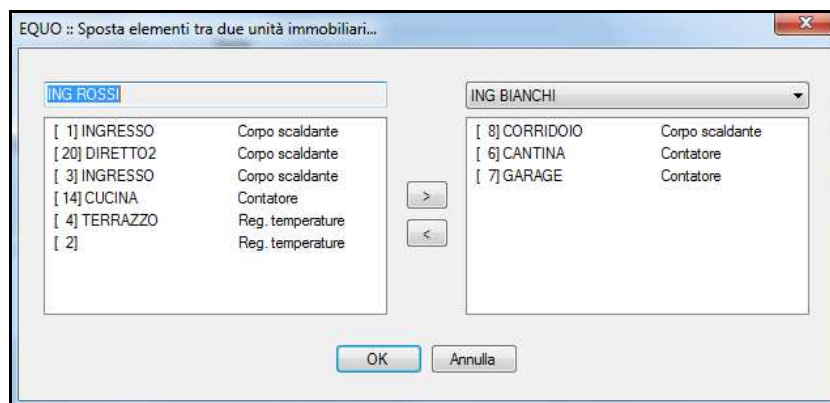 EQUO :: Sposta elementi tra due unità immobiliari...
ING ROSSI
[ 1] INGRESSO Corpo scaldante
[ 20] DIRETTO2 Corpo scaldante
[ 3] INGRESSO Corpo scaldante
[ 14] CUCINA Contatore
[ 4] TERRAZZO Reg. temperature
[ 2] Reg. temperature
>
<
ING BIANCHI
[ 8] CORRIDOIO Corpo scaldante
[ 6] CANTINA Contatore
[ 7] GARAGE Contatore
OK Annulla